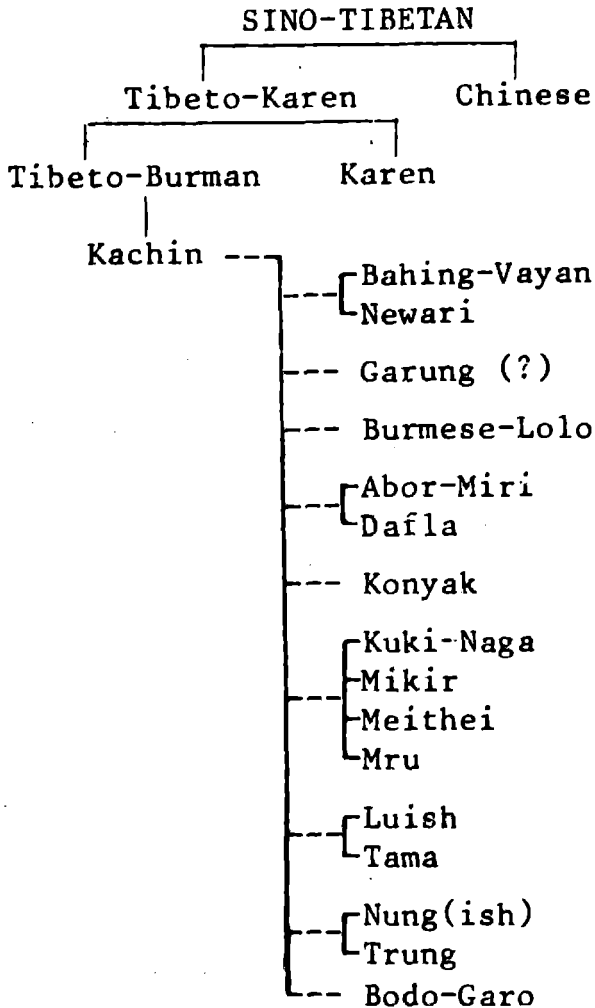 SINO-TIBETAN
Tibeto-Karen Chinese
Tibeto-Burman Karen
Kachin
Bahing-Vayan
Newari
Garung (?)
Burmese-Lolo
Abor-Miri
Dafla
Konyak
Kuki-Naga
Mikir
Meithei
Mru
Luish
Tama
Nung(ish)
Trung
Bodo-Garo